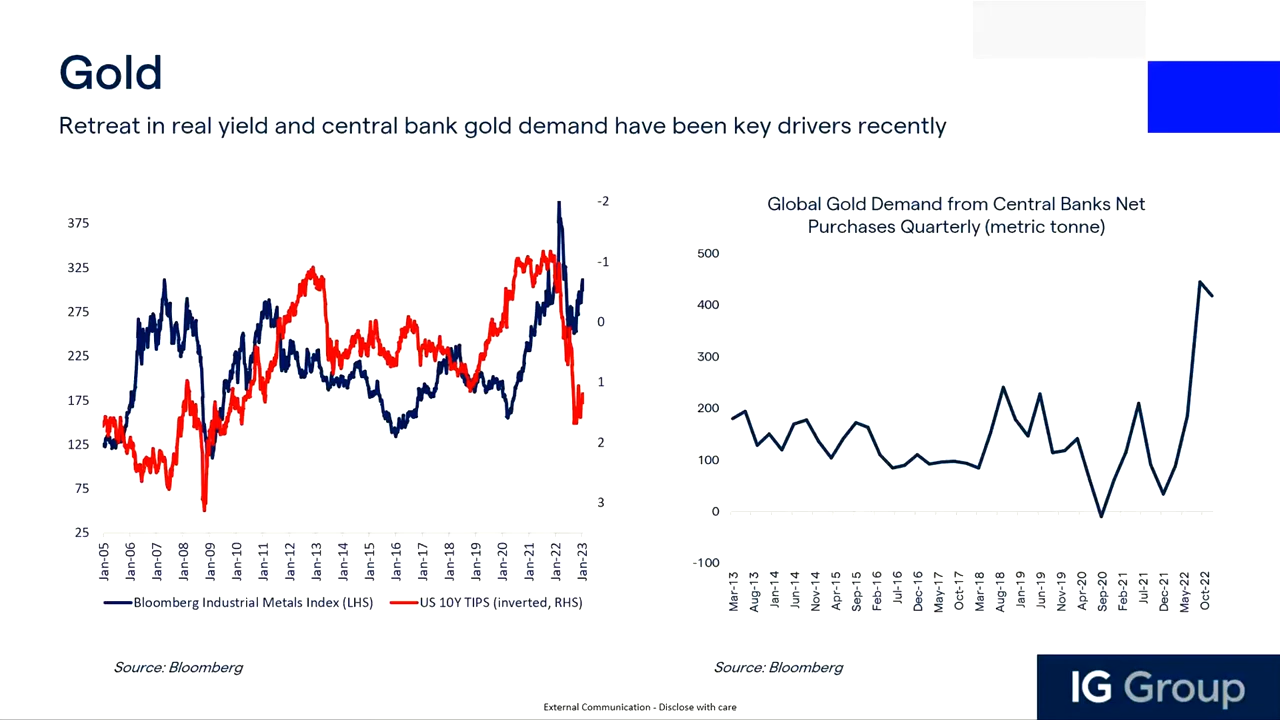 Gold
Retreat in real yield and central bank gold demand have been key drivers recently
375
325
275
225
175
125
75
25
-2
-1
0
1
2
3
Jan-05
Jan-06
Jan-07
Jan-08
Jan-09
Jan-10
Jan-11
Jan-12
Jan-13
Jan-14
Jan-15
Jan-16
Jan-17
Jan-18
Jan-19
Jan-20
Jan-21
Jan-22
Jan-23
Bloomberg Industrial Metals Index (LHS)
US 10Y TIPS (inverted, RHS)
Source: Bloomberg
Global Gold Demand from Central Banks Net
Purchases Quarterly (metric tonne)
500
400
300
200
100
0
-100
Mar-13
Aug-13
Jan-14
Jun-14
Nov-14
Apr-15
Sep-15
Feb-16
Jul-16
Dec-16
May-17
Oct-17
Mar-18
Aug-18
Jan-19
Jun-19
Nov-19
Apr-20
Sep-20
Feb-21
Jul-21
Dec-21
May-22
Oct-22
Source: Bloomberg
External Communication - Disclose with care
IG Group